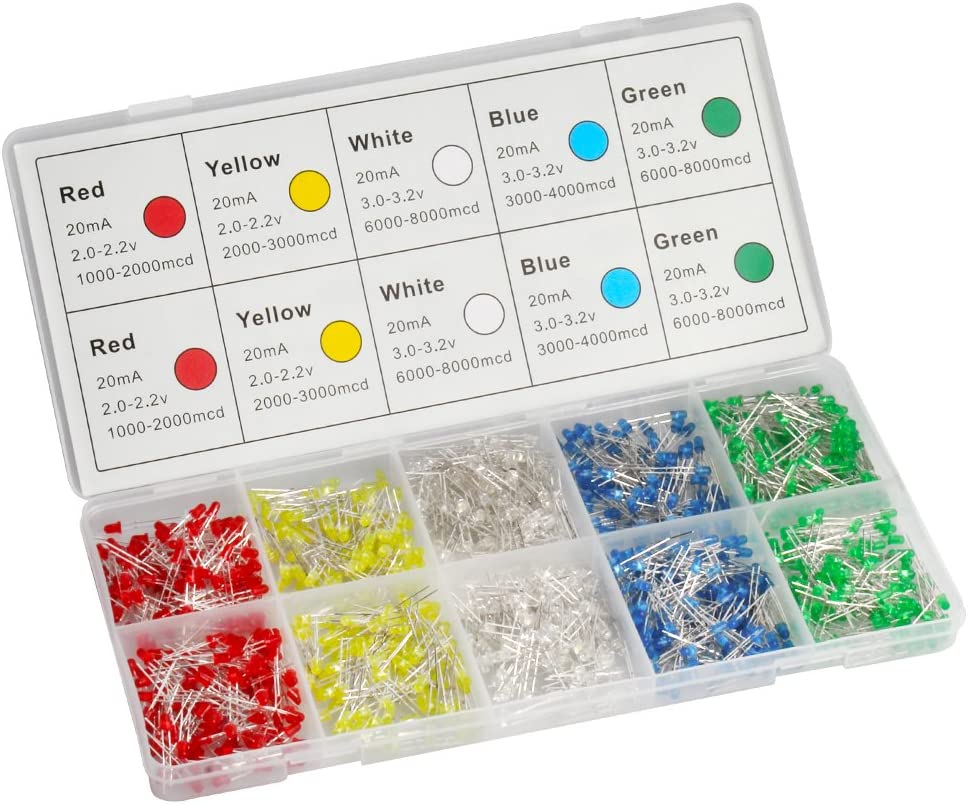 Red
20mA
2.0-2.2v
1000-2000mcd
Yellow
20mA
2.0-2.2v
2000-3000mcd
White
20mA
3.0-3.2v
6000-8000mcd
Blue
20mA
3.0-3.2v
3000-4000mcd
Green
20mA
3.0-3.2v
6000-8000mcd
Red
20mA
2.0-2.2v
1000-2000mcd
Yellow
20mA
2.0-2.2v
2000-3000mcd
White
20mA
3.0-3.2v
6000-8000mcd
Blue
20mA
3.0-3.2v
3000-4000mcd
Green
20mA
3.0-3.2v
6000-8000mcd